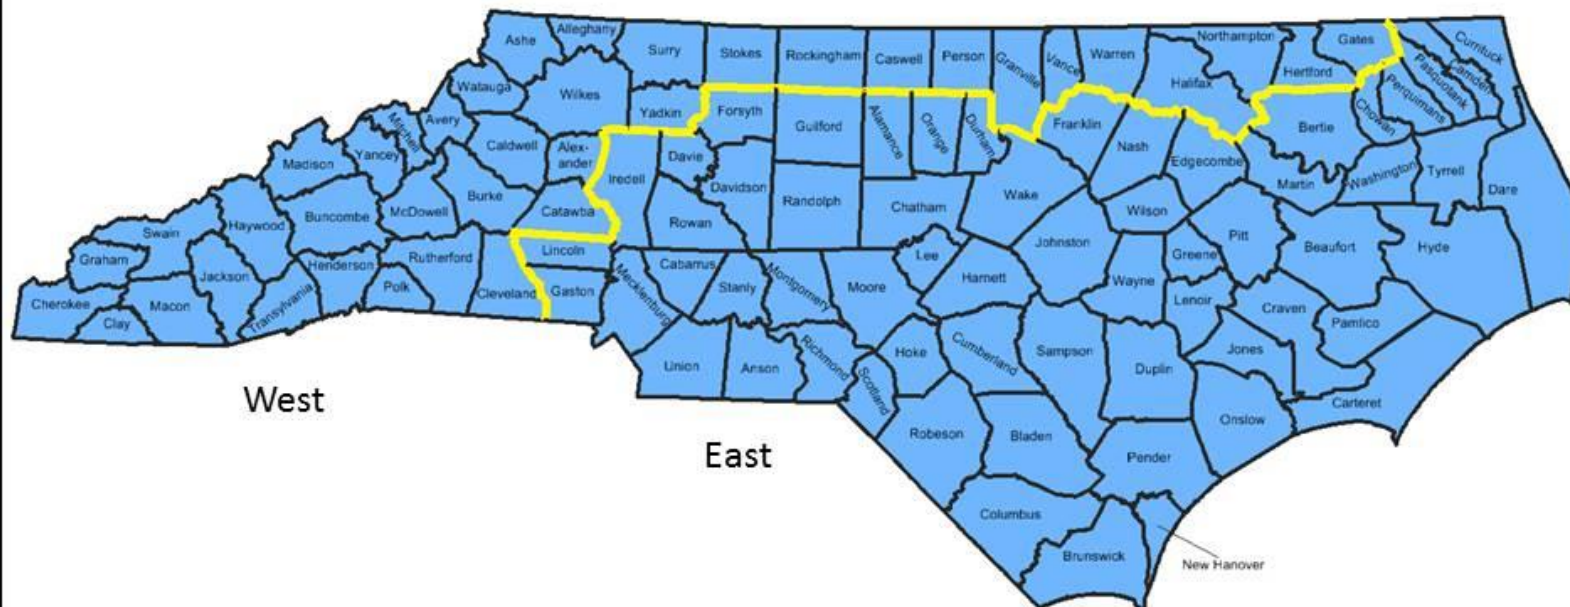 Ashe
Alleghany
Surry
Stokes
Rockingham
Caswell
Person
Granville
Vance
Warren
Northampton
Gates
Currituck
Camden
Pasquotank
Perquimans
Chowan
Hertford
Halifax
Watauga
Wilkes
Yadkin
Forsyth
Guilford
Alamance
Orange
Durham
Franklin
Nash
Edgecombe
Bertie
Martin
Washington
Tyrrell
Dare
Mitchell
Avery
Caldwell
Alex-
ander
Iredell
Davie
Davidson
Randolph
Chatham
Wake
Wilson
Madison
Yancey
Burke
Catawba
Rowan
Johnston
Greene
Pitt
Beaufort
Hyde
Swain
Haywood
Buncombe
McDowell
Lincoln
Lee
Harnett
Wayne
Graham
Jackson
Henderson
Rutherford
Cleveland
Gaston
Mecklenburg
Cabarrus
Stanly
Montgomery
Moore
Lenoir
Craven
Pamlico
Cherokee
Clay
Macon
Transylvania
Polk
Union
Anson
Richmond
Scotland
Hoke
Cumberland
Sampson
Duplin
Jones
Onslow
Carteret
West
East
Robeson
Bladen
Pender
Columbus
Brunswick
New Hanover